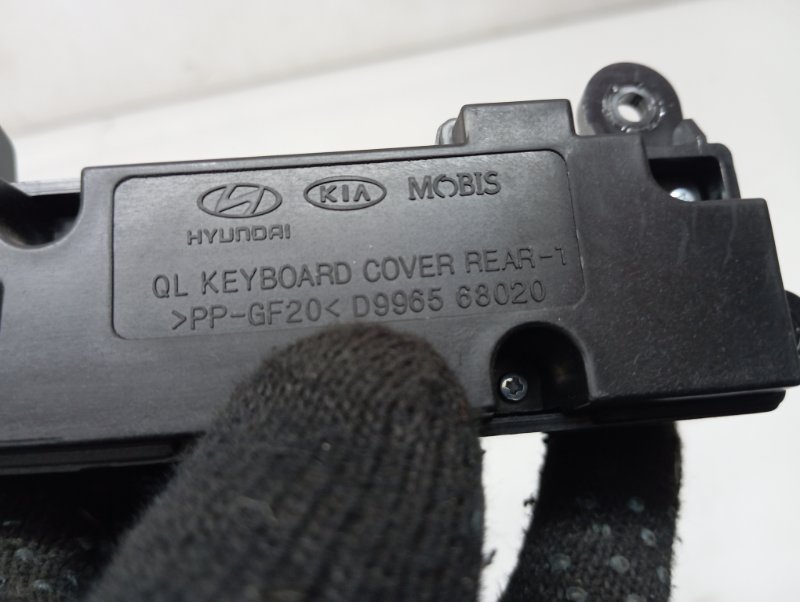 HYUNDAI KIA MOBIS
QL KEYBOARD COVER REAR-1
>PP-GF20< D9965 68020